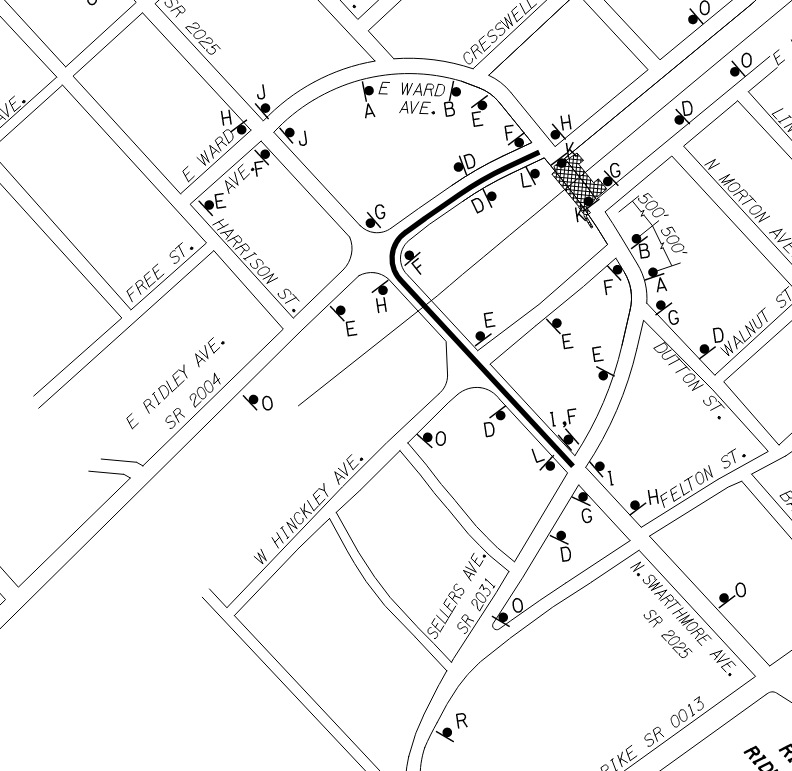 SR 2025
CRESSWELL
O
O
E
AVE.
J
H
J
A
E WARD
AVE.
B
E
F
H
K
D
LIN
E WARD
AVE.
F
D
L
G
N MORTON AVE
E
G
D
K
500' 500'
HARRISON ST.
F
B
FREE ST.
H
F
A
E
E
G
D
WALNUT ST
E
E RIDLEY AVE.
SR 2004
E
DUTTON ST.
O
D
I,F
O
L
I
FELTON ST.
W HINCKLEY AVE.
G
H
D
SELLERS AVE.
SR 2031
O
N.SWARTHMORE AVE.
SR 2025
O
R
PIKE SR 0013